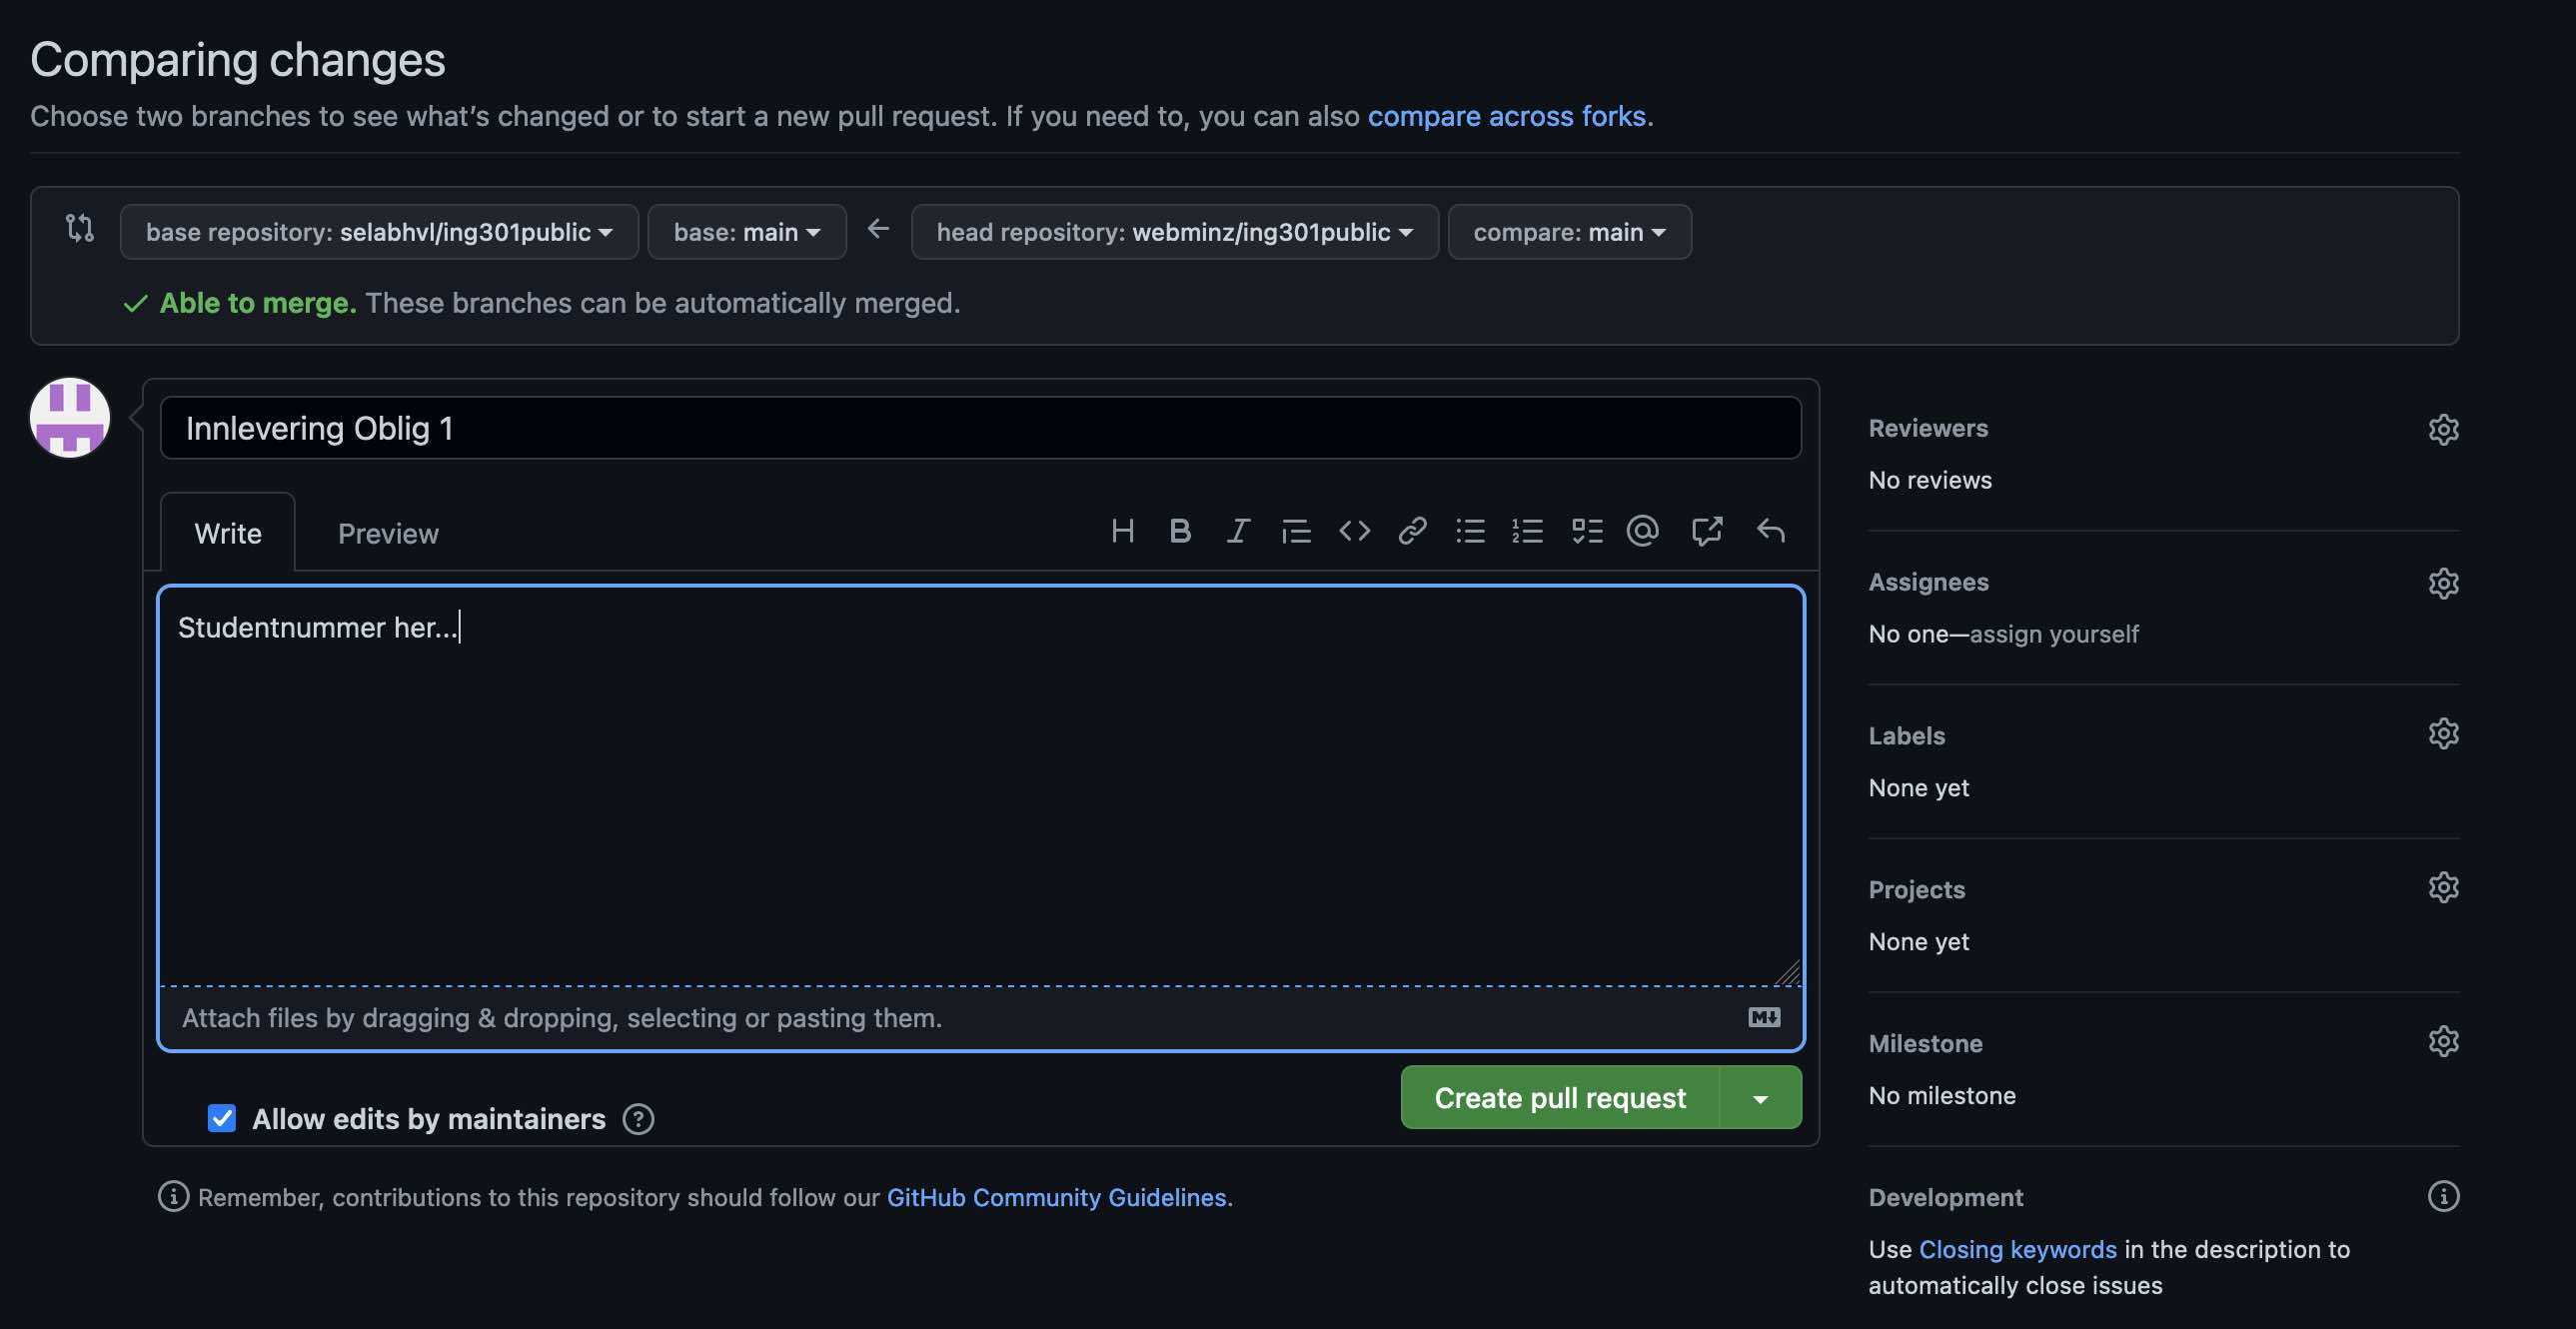 Comparing changes
Choose two branches to see what’s changed or to start a new pull request. If you need to, you can also compare across forks.
base repository: selabhvl/ing301public base: main head repository: webminz/ing301public compare: main
Able to merge. These branches can be automatically merged.
Innlevering Oblig 1
Write Preview
Studentnummer her...
Attach files by dragging & dropping, selecting or pasting them.
Allow edits by maintainers
Create pull request
Remember, contributions to this repository should follow our GitHub Community Guidelines.
Reviewers
No reviews
Assignees
No one—assign yourself
Labels
None yet
Projects
None yet
Milestone
No milestone
Development
Use Closing keywords in the description to
automatically close issues